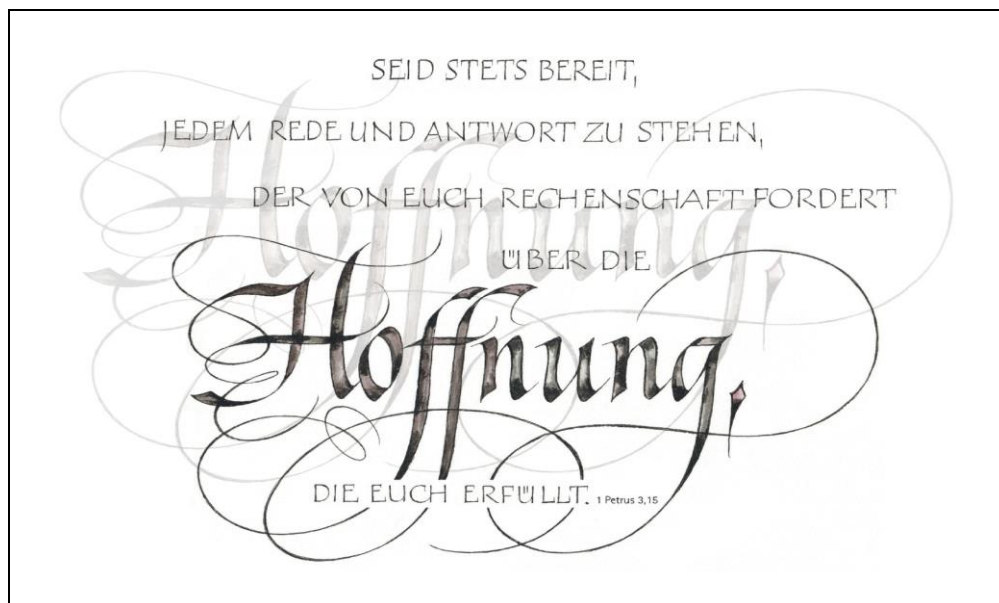 SEID STETS BEREIT,
JEDEM REDE UND ANTWORT ZU STEHEN,
DER VON EUCH RECHENSCHAFT FORDERT
ÜBER DIE
Hoffnung,
Hoffnung,
DIE EUCH ERFÜLLT. 1 Petrus 3,15